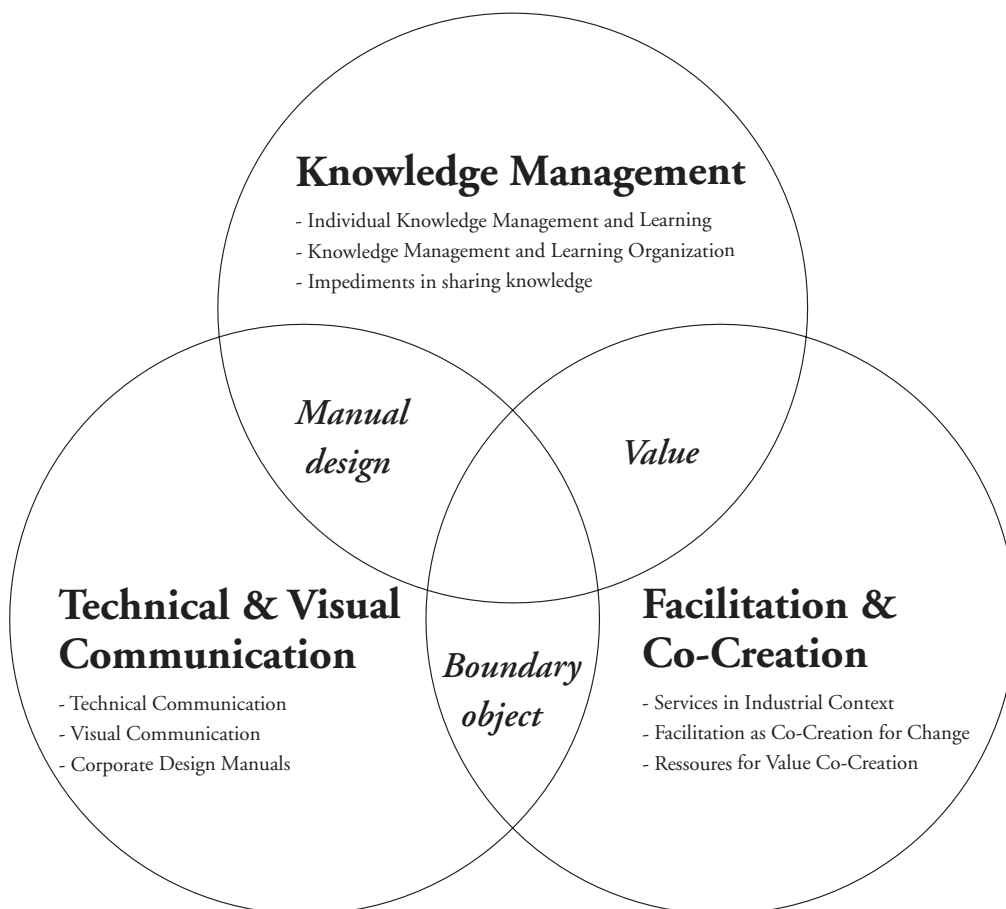 Knowledge Management
- Individual Knowledge Management and Learning
- Knowledge Management and Learning Organization
- Impediments in sharing knowledge
Manual
design
Value
Technical & Visual
Communication
- Technical Communication
- Visual Communication
- Corporate Design Manuals
Boundary
object
Facilitation &
Co-Creation
- Services in Industrial Context
- Facilitation as Co-Creation for Change
- Ressoures for Value Co-Creation